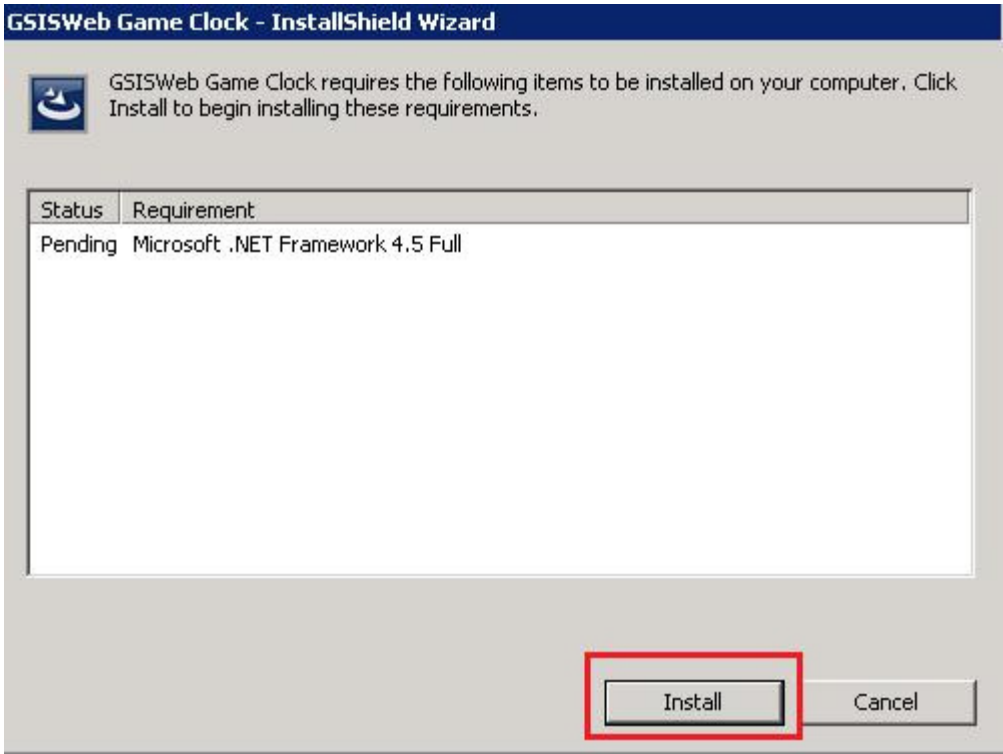 GSISWeb Game Clock - InstallShield Wizard
GSISWeb Game Clock requires the following items to be installed on your computer. Click
Install to begin installing these requirements.
Status Requirement
Pending Microsoft .NET Framework 4.5 Full
Install Cancel